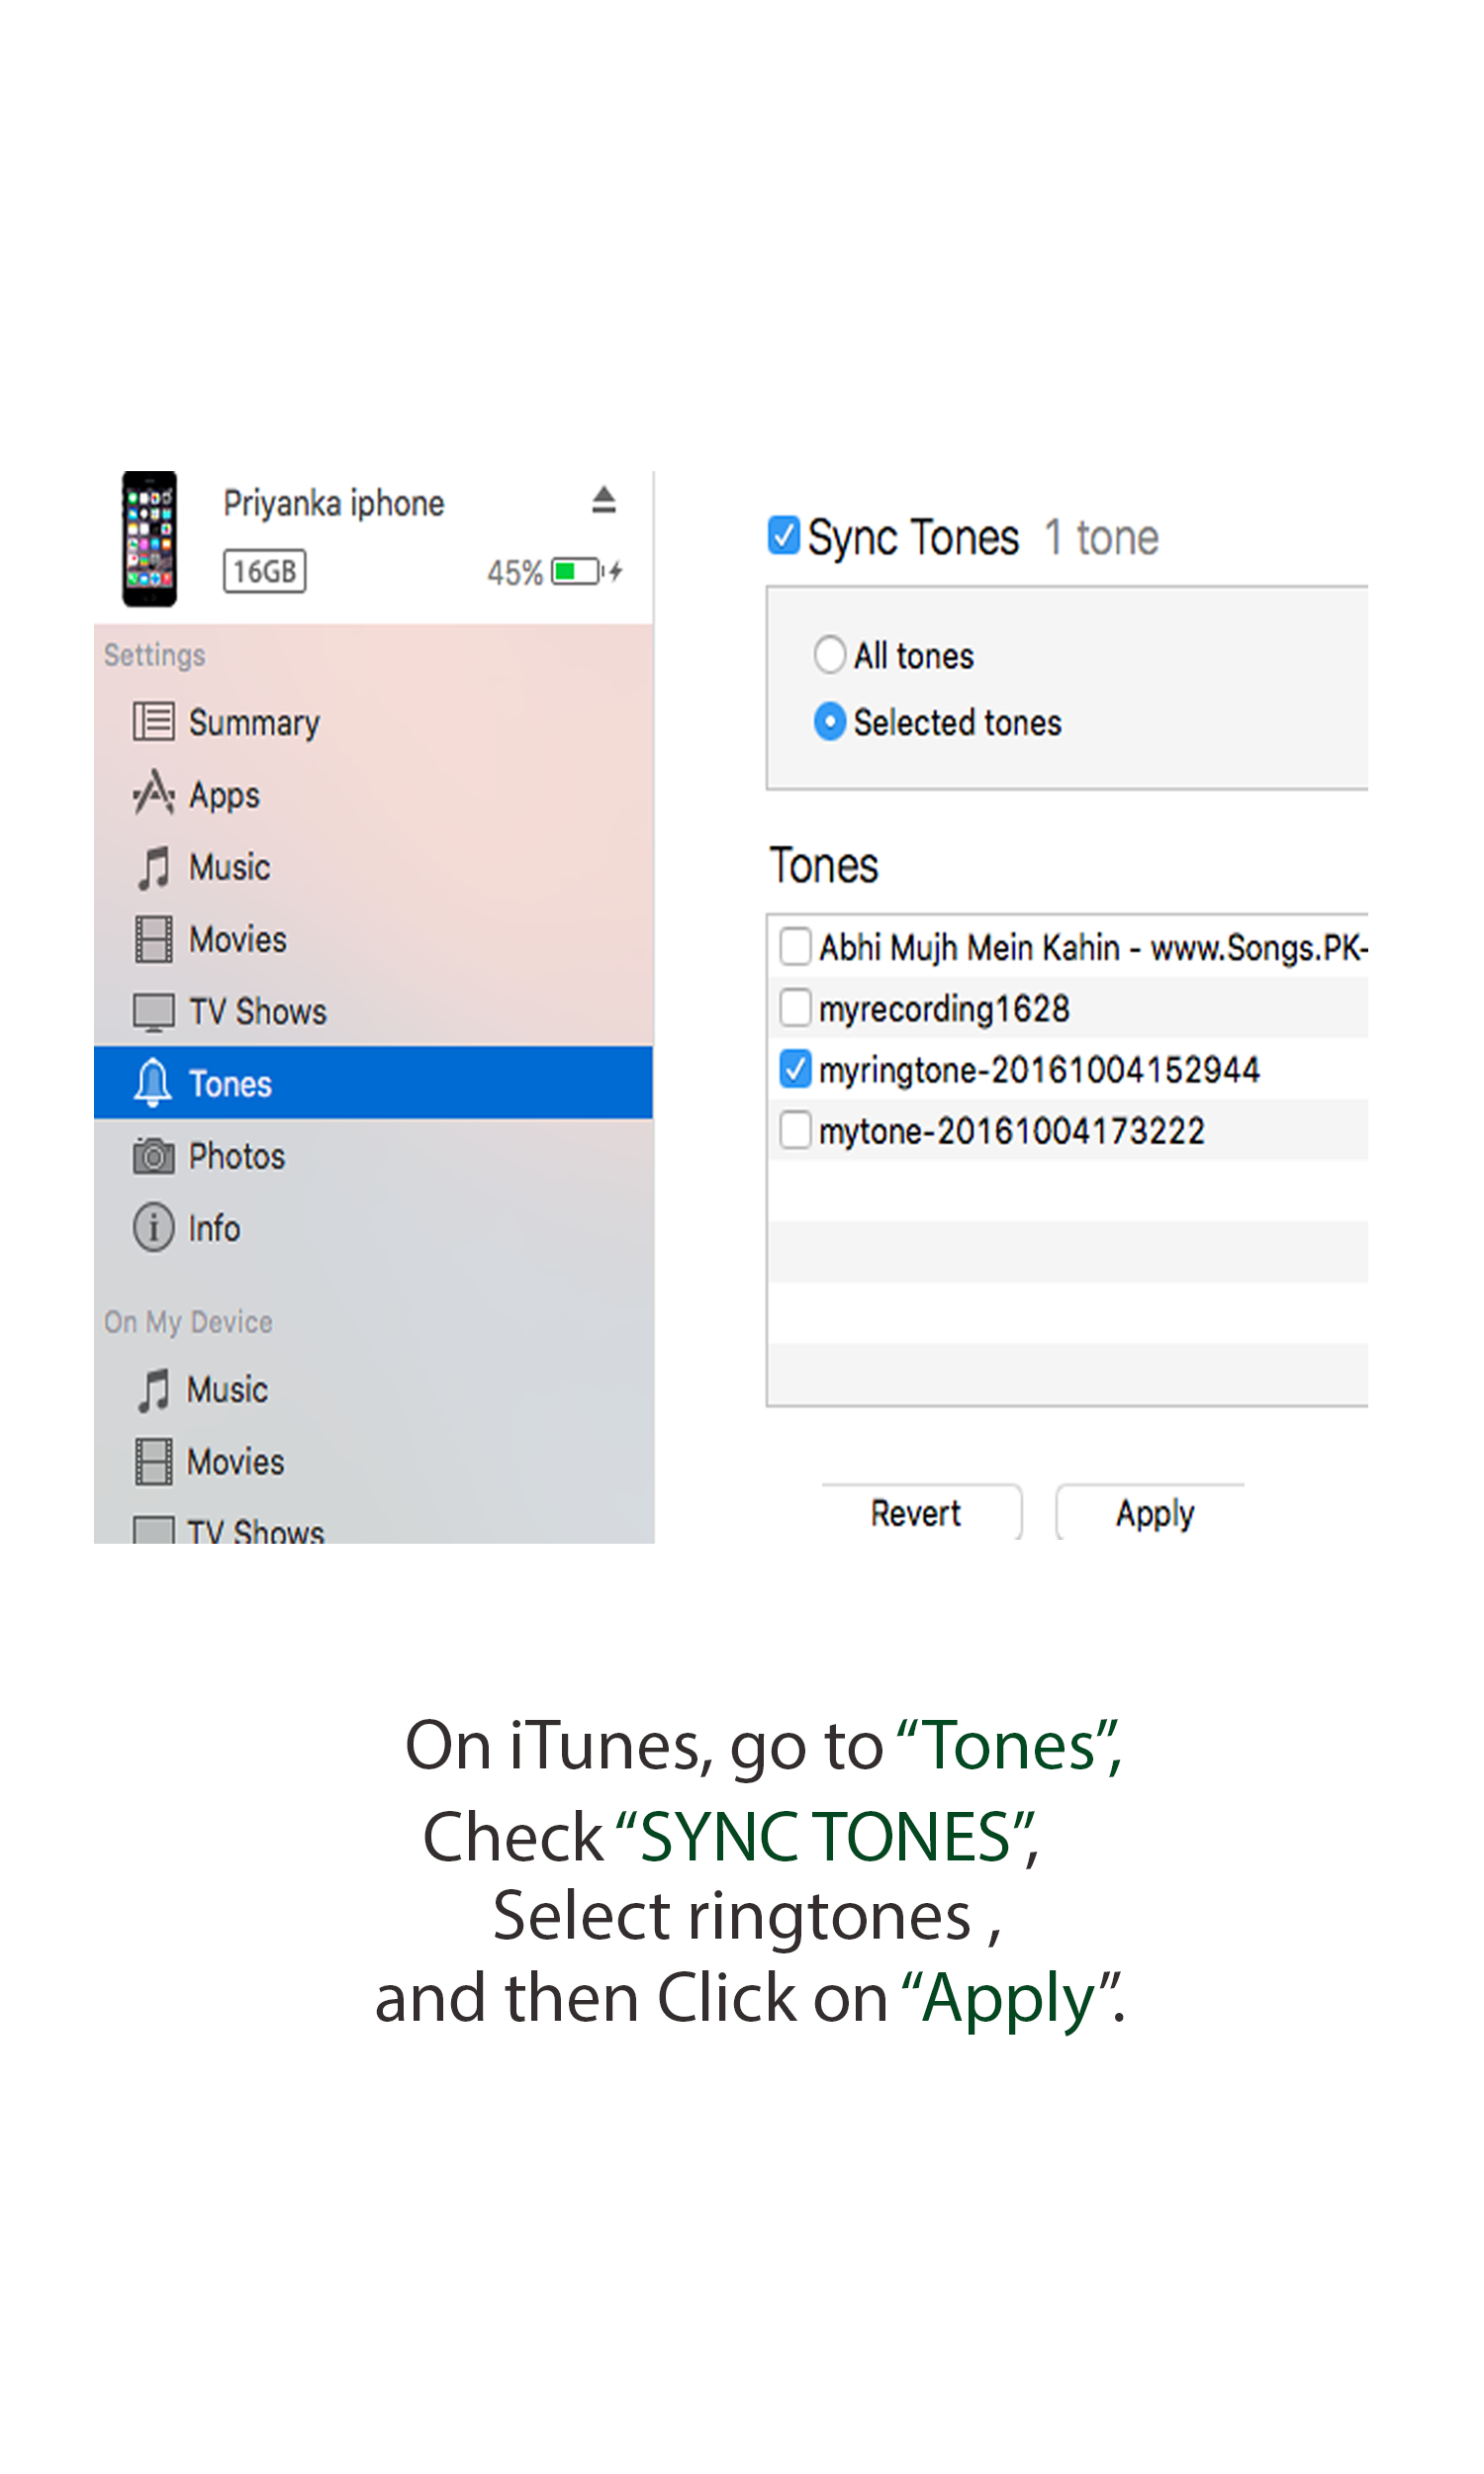 Priyanka iphone
16GB
45%
Settings
Summary
Apps
Music
Movies
TV Shows
Tones
Photos
Info
On My Device
Music
Movies
TV Shows
Sync Tones 1 tone
All tones
Selected tones
Tones
Abhi Mujh Mein Kahin - www.Songs.PK-
myrecording1628
myringtone-20161004152944
mytone-20161004173222
Revert
Apply
On iTunes, go to “Tones”,
Check “SYNC TONES”,
Select ringtones ,
and then Click on “Apply”.